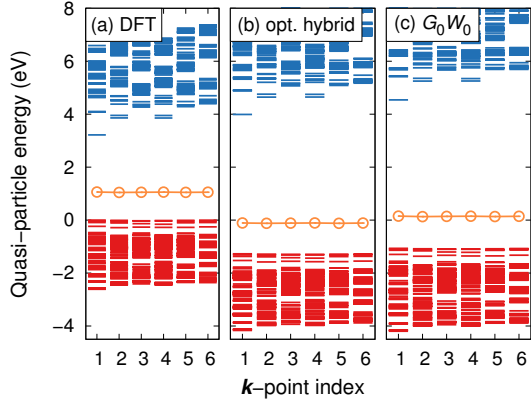 (a) DFT
(b) opt. hybrid
(c) G₀W₀
Quasi−particle energy (eV)
8
6
4
2
0
−2
−4
1 2 3 4 5 6
1 2 3 4 5 6
1 2 3 4 5 6
k−point index